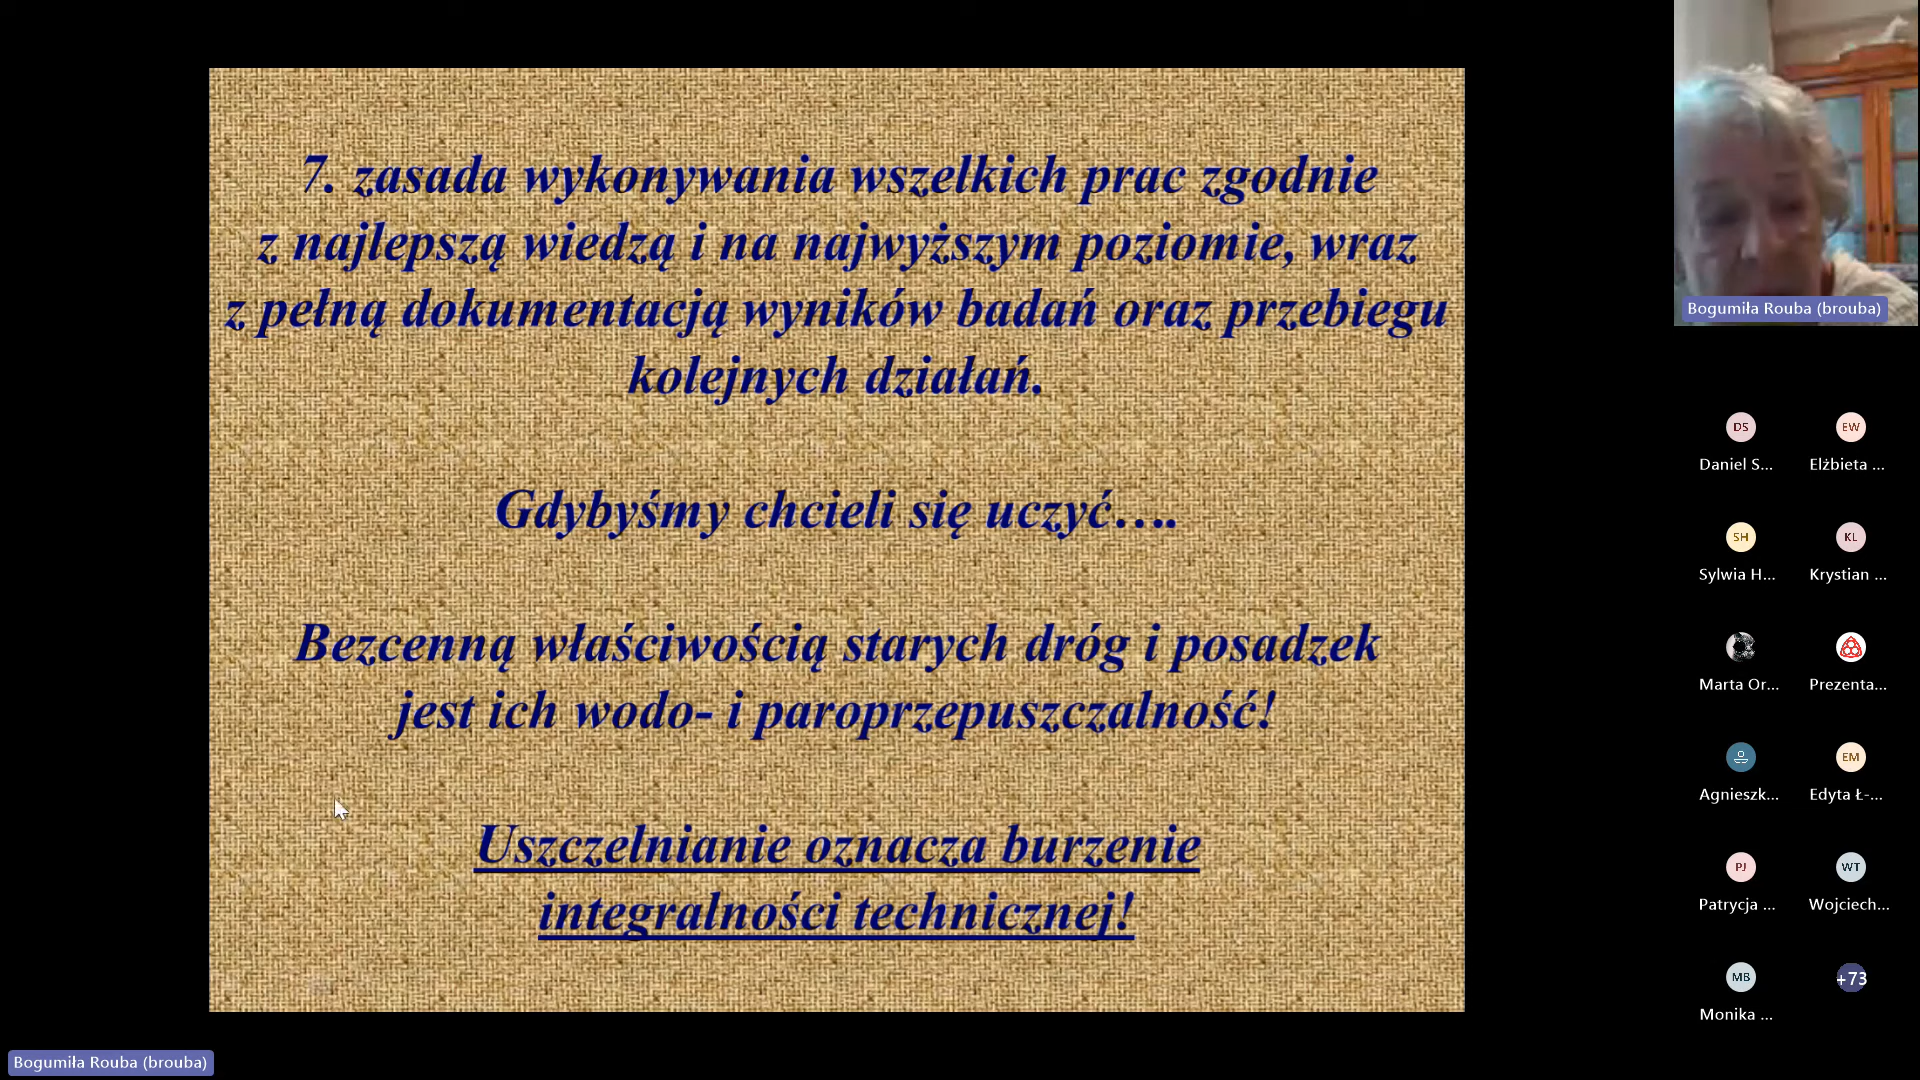 7. zasada wykonywania wszelkich prac zgodnie
z najlepszą wiedzą i na najwyższym poziomie, wraz
z pełną dokumentacją wyników badań oraz przebiegu
kolejnych działań.
Gdybyśmy chcieli się uczyć….
Bezcenną właściwością starych dróg i posadzek
jest ich wodo- i paroprzepuszczalność!
Uszczelnianie oznacza burzenie
integralności technicznej!
Bogumiła Rouba (brouba)
DS
EW
Daniel S...
Elżbieta ...
SH
KL
Sylwia H...
Krystian ...
Marta Or...
Prezenta...
EM
Agnieszk...
Edyta Ł-...
PJ
WT
Patrycja ...
Wojciech...
MB
+73
Monika ...
Bogumiła Rouba (brouba)